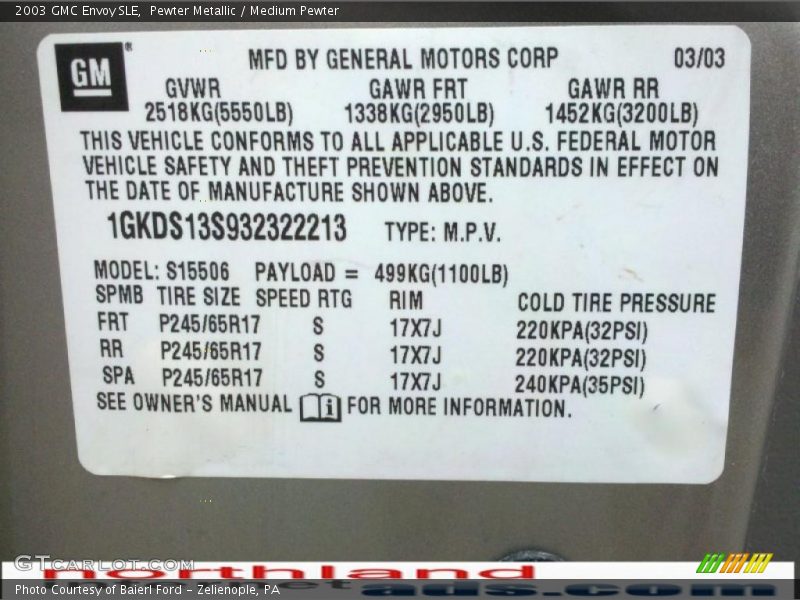 2003 GMC Envoy SLE, Pewter Metallic / Medium Pewter
GM ®
MFD BY GENERAL MOTORS CORP 03/03
GVWR GAWR FRT GAWR RR
2518KG(5550LB) 1338KG(2950LB) 1452KG(3200LB)
THIS VEHICLE CONFORMS TO ALL APPLICABLE U.S. FEDERAL MOTOR
VEHICLE SAFETY AND THEFT PREVENTION STANDARDS IN EFFECT ON
THE DATE OF MANUFACTURE SHOWN ABOVE.
1GKDS13S932322213 TYPE: M.P.V.
MODEL: S15506 PAYLOAD = 499KG(1100LB)
SPMB TIRE SIZE SPEED RTG RIM COLD TIRE PRESSURE
FRT P245/65R17 S 17X7J 220KPA(32PSI)
RR P245/65R17 S 17X7J 220KPA(32PSI)
SPA P245/65R17 S 17X7J 240KPA(35PSI)
SEE OWNER'S MANUAL i FOR MORE INFORMATION.
GTCARLOT.COM
northland
ads.com
Photo Courtesy of Baierl Ford - Zelienople, PA